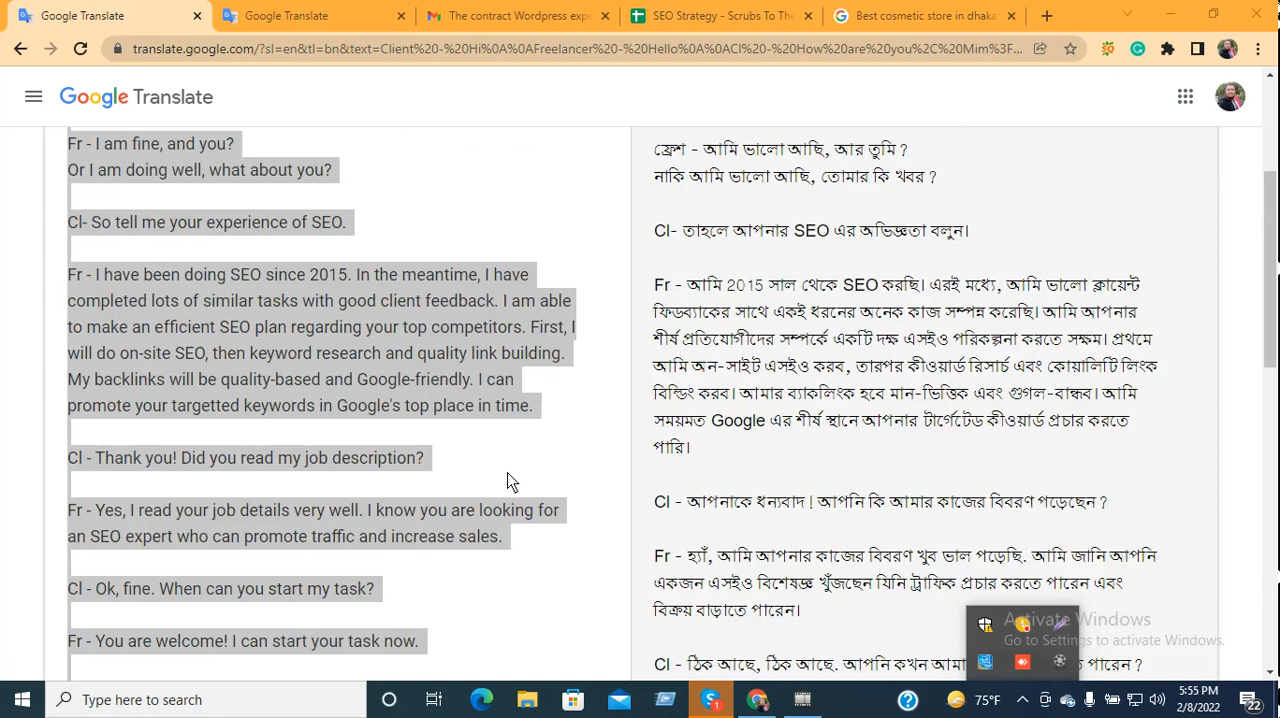 Google Translate
Google Translate
The contract Wordpress expe
SEO Strategy - Scrubs To The
Best cosmetic store in dhaka
translate.google.com/?sl=en&tl=bn&text=Client%20-%20Hi%0A%0AFreelancer%20-%20Hello%0A%0ACl%20-%20How%20are%20you%2C%20Mim%3F...
Google Translate
Fr - I am fine, and you?
Or I am doing well, what about you?
Cl- So tell me your experience of SEO.
Fr - I have been doing SEO since 2015. In the meantime, I have
completed lots of similar tasks with good client feedback. I am able
to make an efficient SEO plan regarding your top competitors. First, I
will do on-site SEO, then keyword research and quality link building.
My backlinks will be quality-based and Google-friendly. I can
promote your targetted keywords in Google's top place in time.
Cl - Thank you! Did you read my job description?
Fr - Yes, I read your job details very well. I know you are looking for
an SEO expert who can promote traffic and increase sales.
Cl - Ok, fine. When can you start my task?
Fr - You are welcome! I can start your task now.
ফ্রেশ - আমি ভালো আছি, আর তুমি ?
নাকি আমি ভালো আছি, তোমার কি খবর ?
Cl- তাহলে আপনার SEO এর অভিজ্ঞতা বলুন।
Fr - আমি 2015 সাল থেকে SEO করছি। এরই মধ্যে, আমি ভালো ক্লায়েন্ট
ফিডব্যাকের সাথে একই ধরনের অনেক কাজ সম্পন্ন করেছি। আমি আপনার
শীর্ষ প্রতিযোগীদের সম্পর্কে একটি দক্ষ এসইও পরিকল্পনা করতে সক্ষম। প্রথমে
আমি অন-সাইট এসইও করব, তারপর কীওয়ার্ড রিসার্চ এবং কোয়ালিটি লিংক
বিল্ডিং করব। আমার ব্যাকলিংক হবে মান-ভিত্তিক এবং গুগল-বান্ধব। আমি
সময়মত Google এর শীর্ষ স্থানে আপনার টার্গেটেড কীওয়ার্ড প্রচার করতে
পারি।
Cl - আপনাকে ধন্যবাদ ! আপনি কি আমার কাজের বিবরণ পড়েছেন ?
Fr - হ্যাঁ, আমি আপনার কাজের বিবরণ খুব ভাল পড়েছি. আমি জানি আপনি
একজন এসইও বিশেষজ্ঞ খুঁজছেন যিনি ট্রাফিক প্রচার করতে পারেন এবং
বিক্রয় বাড়াতে পারেন।
Cl - ঠিক আছে, ঠিক আছে. আপনি কখন আমা পারেন ?
Activate Windows
Go to Settings to activate Windows.
Type here to search
75°F
5:55 PM
2/8/2022
22